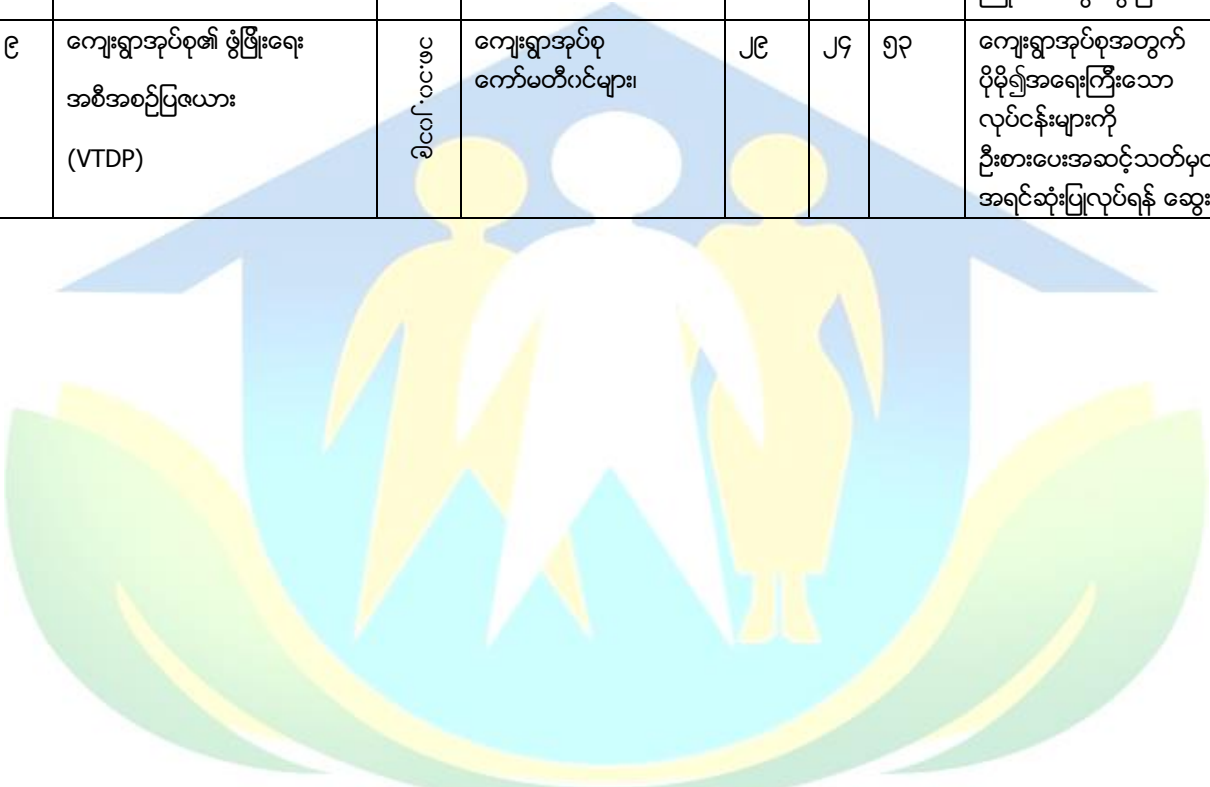 ၉
ကျေးရွာအုပ်စု၏ ဖွံ့ဖြိုးရေး
အစီအစဉ်ပြဇယား
(VTDP)
ကျေးရွာအုပ်စု
ကော်မတီဝင်များ၊
၂၉
၂၄
၅၃
ကျေးရွာအုပ်စုအတွက်
ပိုမို၍အရေးကြီးသော
လုပ်ငန်းများကို
ဦးစားပေးအဆင့်သတ်မှ
အရင်ဆုံးပြုလုပ်ရန် ဆွေး